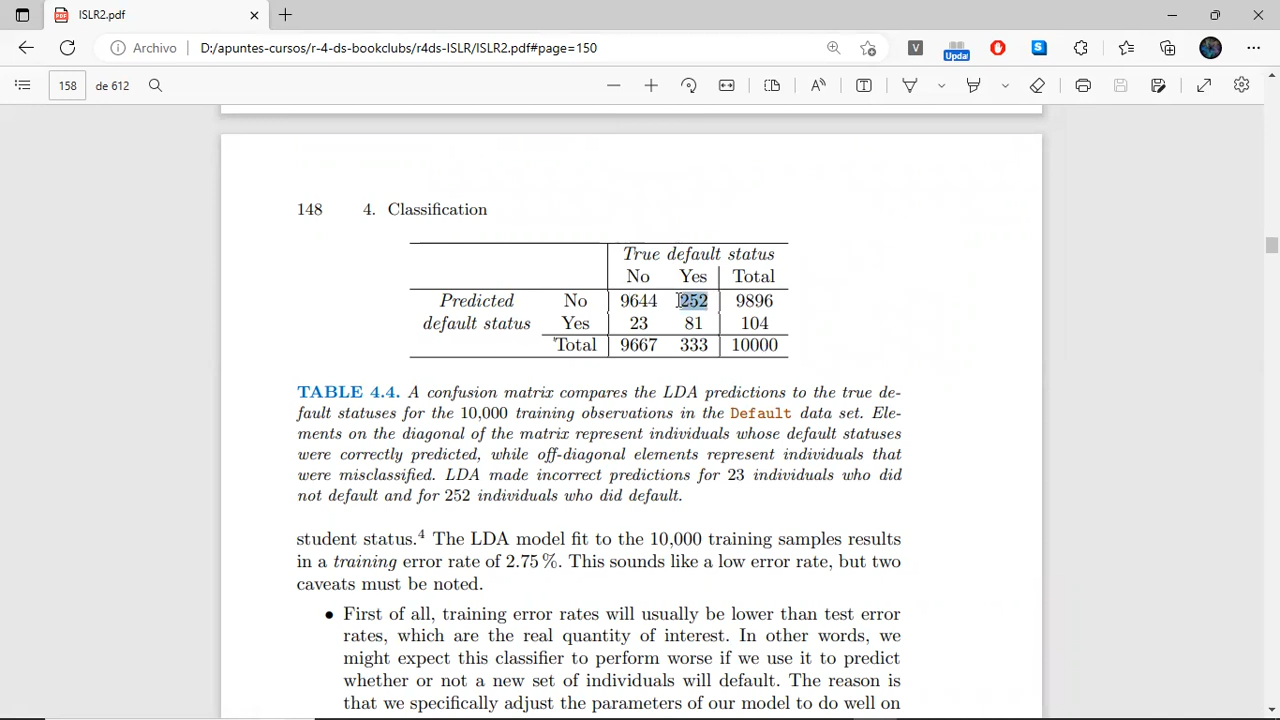 ISLR2.pdf
Archivo D:/apuntes-cursos/r-4-ds-bookclubs/r4ds-ISLR/ISLR2.pdf#page=150
V
Updat
S
158 de 612
148 4. Classification
True default status
No Yes Total
Predicted No 9644 252 9896
default status Yes 23 81 104
Total 9667 333 10000
TABLE 4.4. A confusion matrix compares the LDA predictions to the true de-
fault statuses for the 10,000 training observations in the Default data set. Ele-
ments on the diagonal of the matrix represent individuals whose default statuses
were correctly predicted, while off-diagonal elements represent individuals that
were misclassified. LDA made incorrect predictions for 23 individuals who did
not default and for 252 individuals who did default.
student status.4 The LDA model fit to the 10,000 training samples results
in a training error rate of 2.75 %. This sounds like a low error rate, but two
caveats must be noted.
• First of all, training error rates will usually be lower than test error
rates, which are the real quantity of interest. In other words, we
might expect this classifier to perform worse if we use it to predict
whether or not a new set of individuals will default. The reason is
that we specifically adjust the parameters of our model to do well on